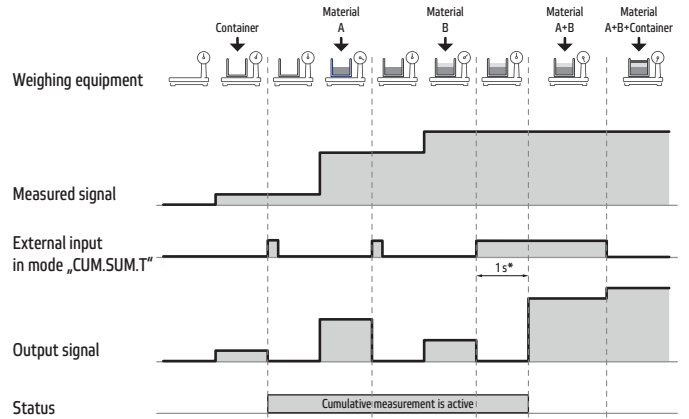 Container
Material
A
Material
B
Material
A+B
Material
A+B+Container
Weighing equipment
Measured signal
External input
in mode „CUM.SUM.T“
1 s*
Output signal
Status
Cumulative measurement is active